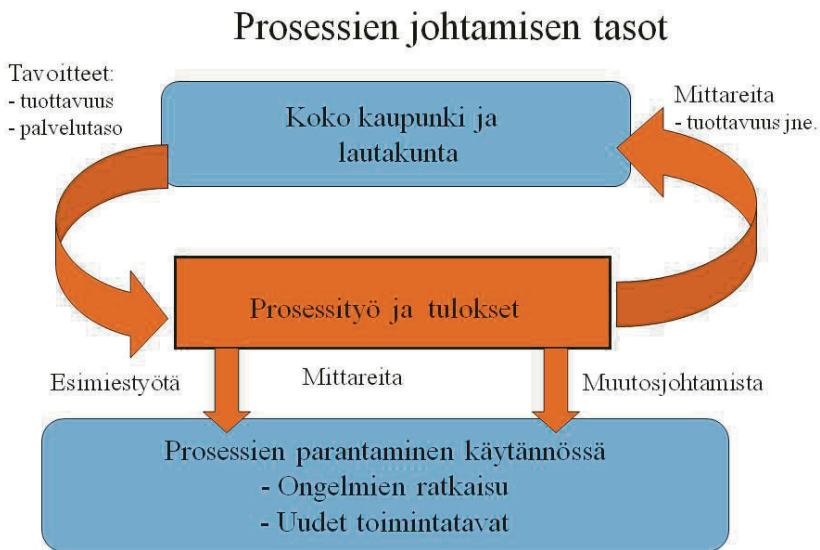 Prosessien johtamisen tasot
Tavoitteet:
- tuottavuus
- palvelutaso
Koko kaupunki ja
lautakunta
Mittareita
- tuottavuus jne.
Prosessityö ja tulokset
Esimiestyötä
Mittareita
Muutosjohtamista
Prosessien parantaminen käytännössä
- Ongelmien ratkaisu
- Uudet toimintatavat